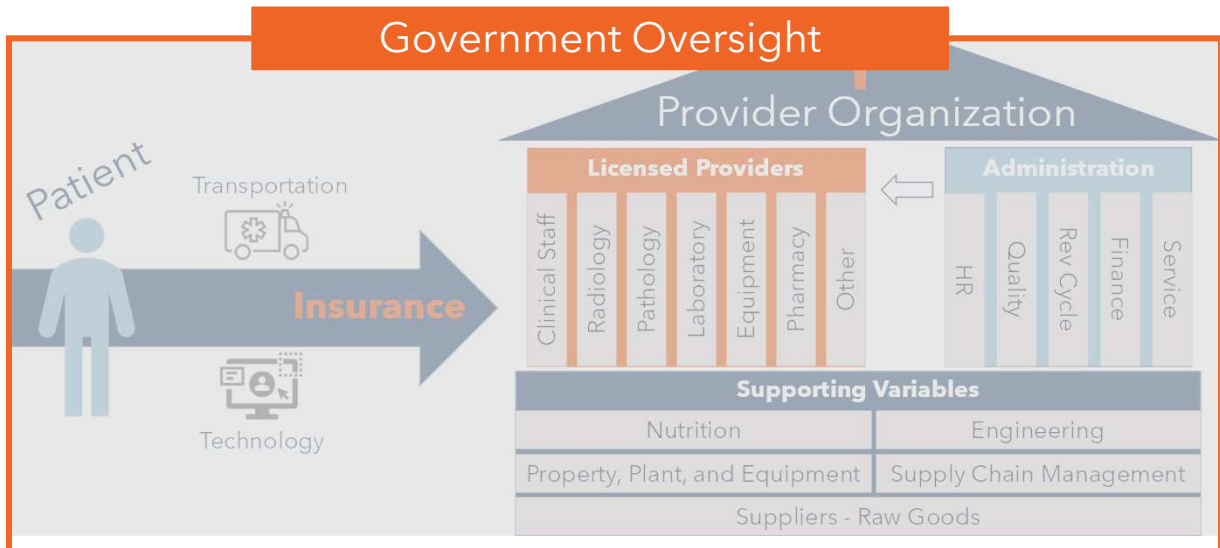 Government Oversight
Provider Organization
Patient
Transportation
Insurance
Technology
Licensed Providers
Clinical Staff
Radiology
Pathology
Laboratory
Equipment
Pharmacy
Other
Administration
HR
Quality
Rev Cycle
Finance
Service
Supporting Variables
Nutrition
Engineering
Property, Plant, and Equipment
Supply Chain Management
Suppliers - Raw Goods